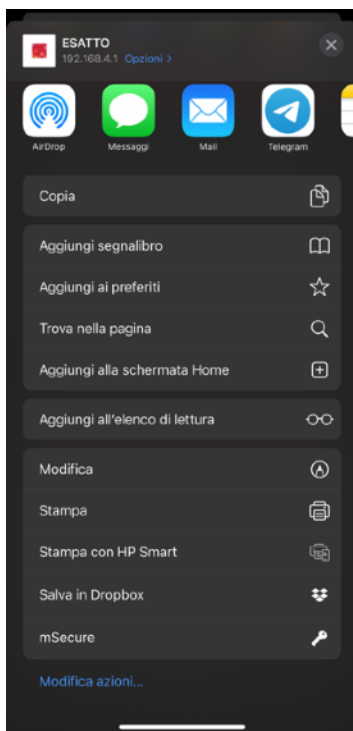 ESATTO
192.168.4.1 Opzioni >
AirDrop Messaggi Mail Telegram
Copia
Aggiungi segnalibro
Aggiungi ai preferiti
Trova nella pagina
Aggiungi alla schermata Home
Aggiungi all'elenco di lettura
Modifica
Stampa
Stampa con HP Smart
Salva in Dropbox
mSecure
Modifica azioni...